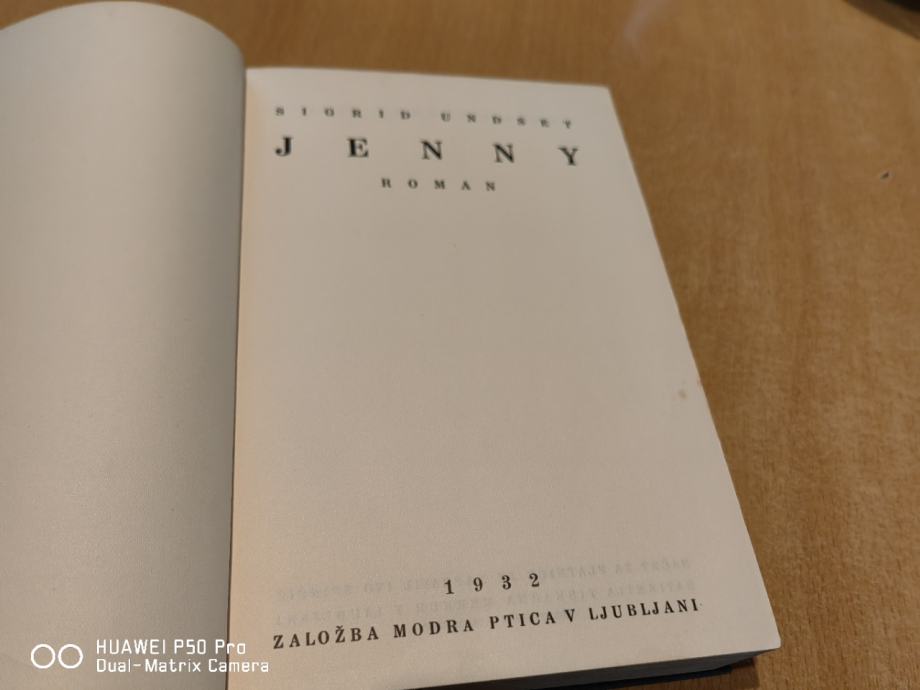 SIGRID UNDSET
JENNY
ROMAN
1932
ZALOŽBA MODRA PTICA V LJUBLJANI
HUAWEI P50 Pro
Dual-Matrix Camera